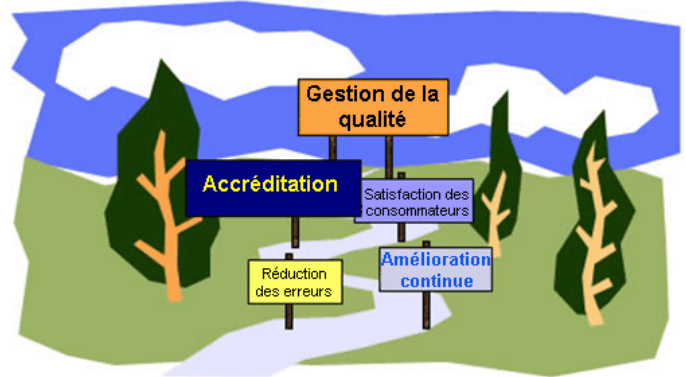 Gestion de la
qualité
Accréditation
Satisfaction des
consommateurs
Amélioration
continue
Réduction
des erreurs